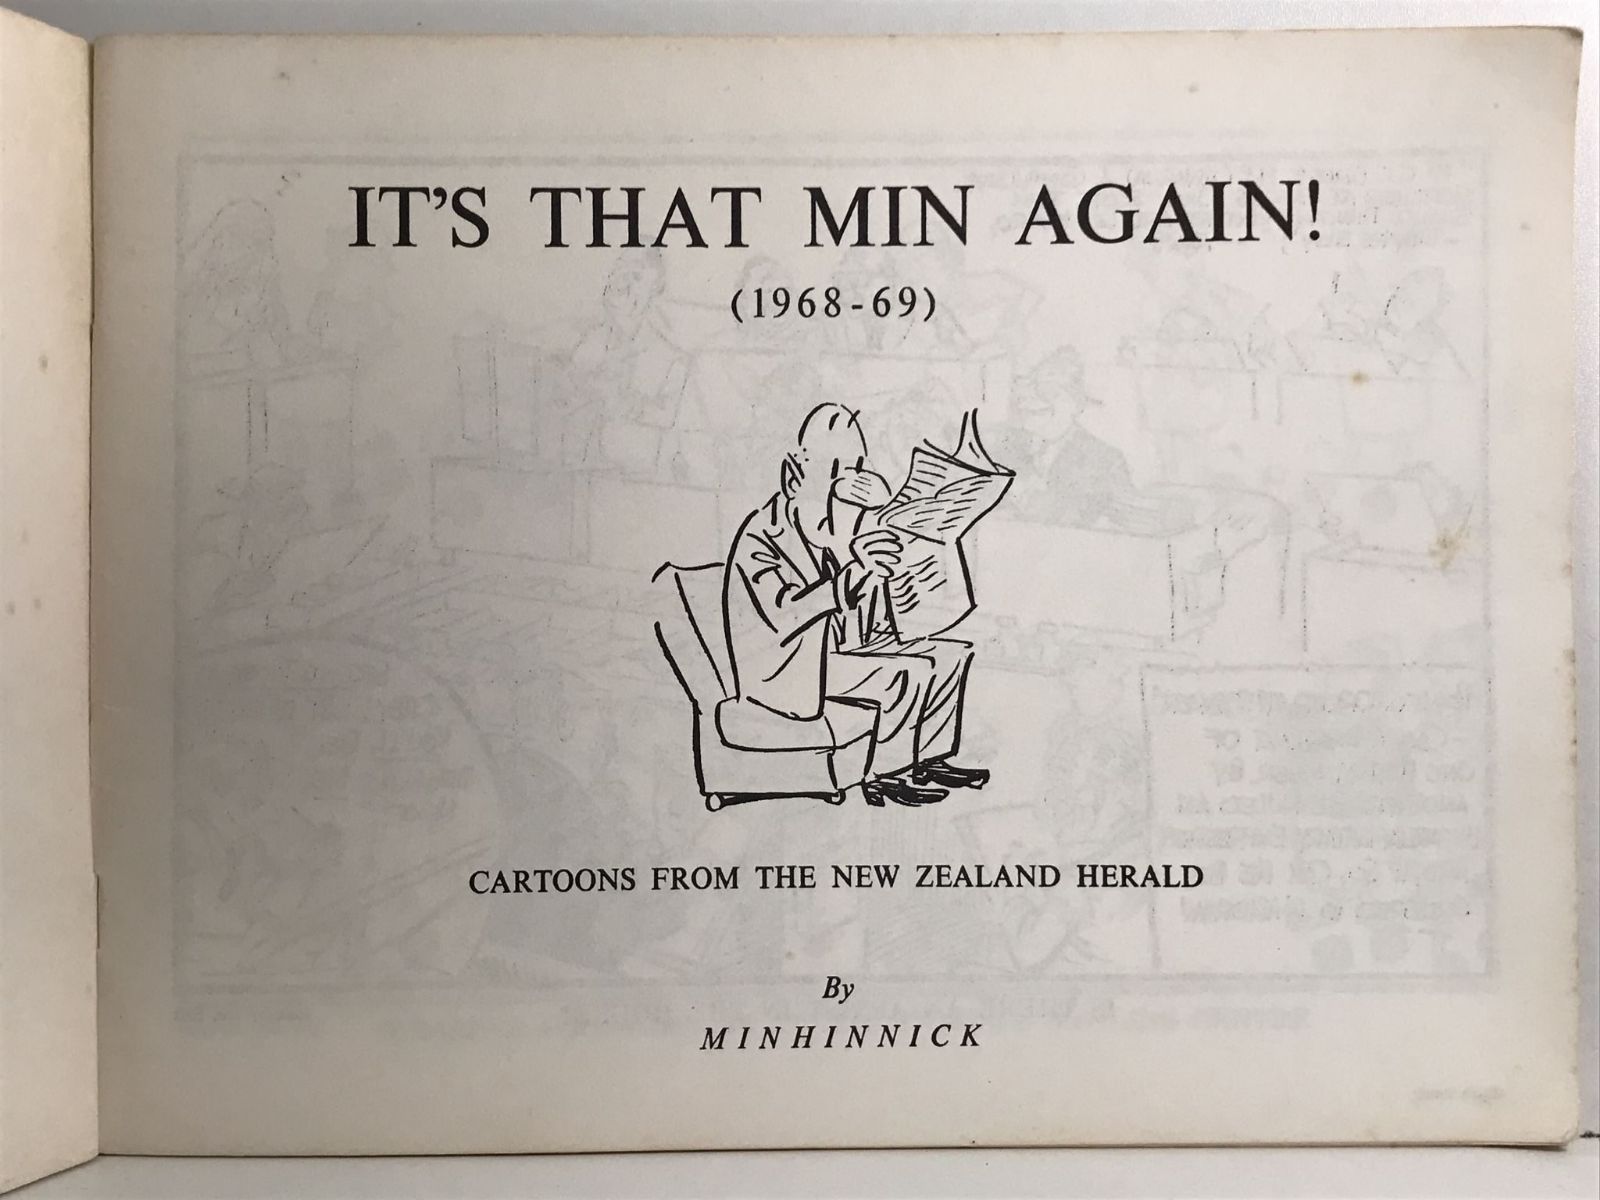 IT'S THAT MIN AGAIN!
(1968-69)
CARTOONS FROM THE NEW ZEALAND HERALD
By
MINHINNICK